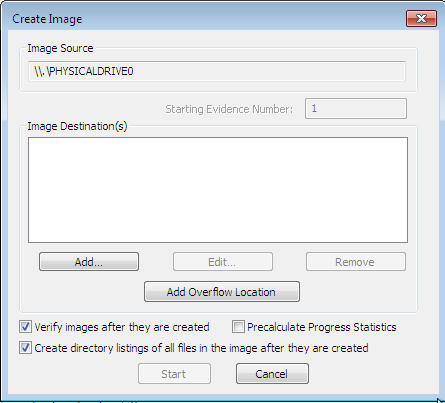 Create Image
Image Source
\\.\PHYSICALDRIVE0
Starting Evidence Number: 1
Image Destination(s)
Add... Edit... Remove
Add Overflow Location
Verify images after they are created Precalculate Progress Statistics
Create directory listings of all files in the image after they are created
Start Cancel